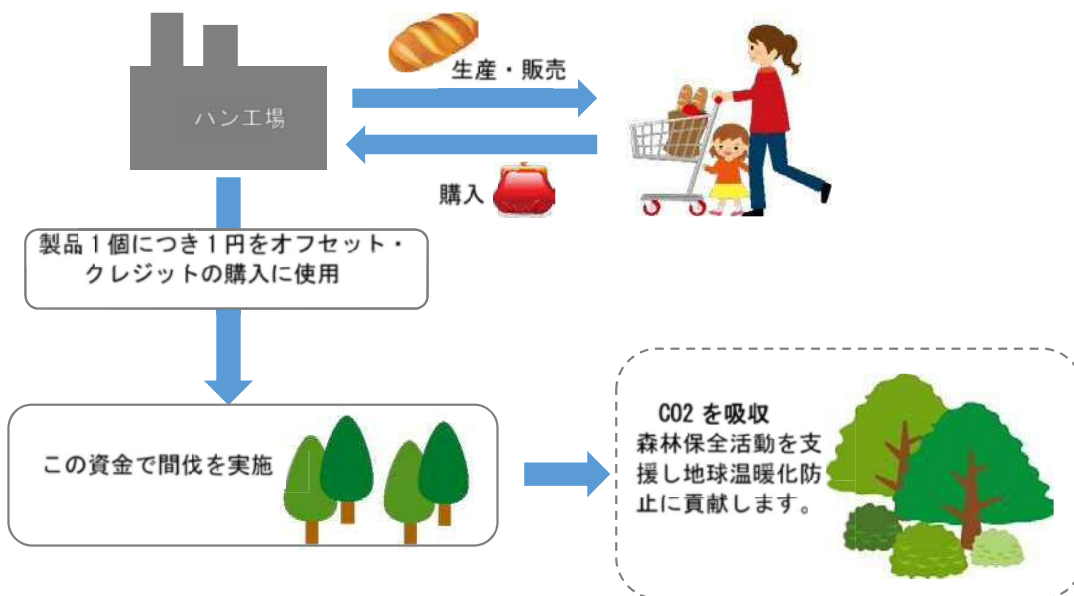 生産・販売
ハン工場
購入
製品1個につき1円をオフセット・
クレジットの購入に使用
この資金で間伐を実施
CO2 を吸収
森林保全活動を支
援し地球温暖化防
止に貢献します。